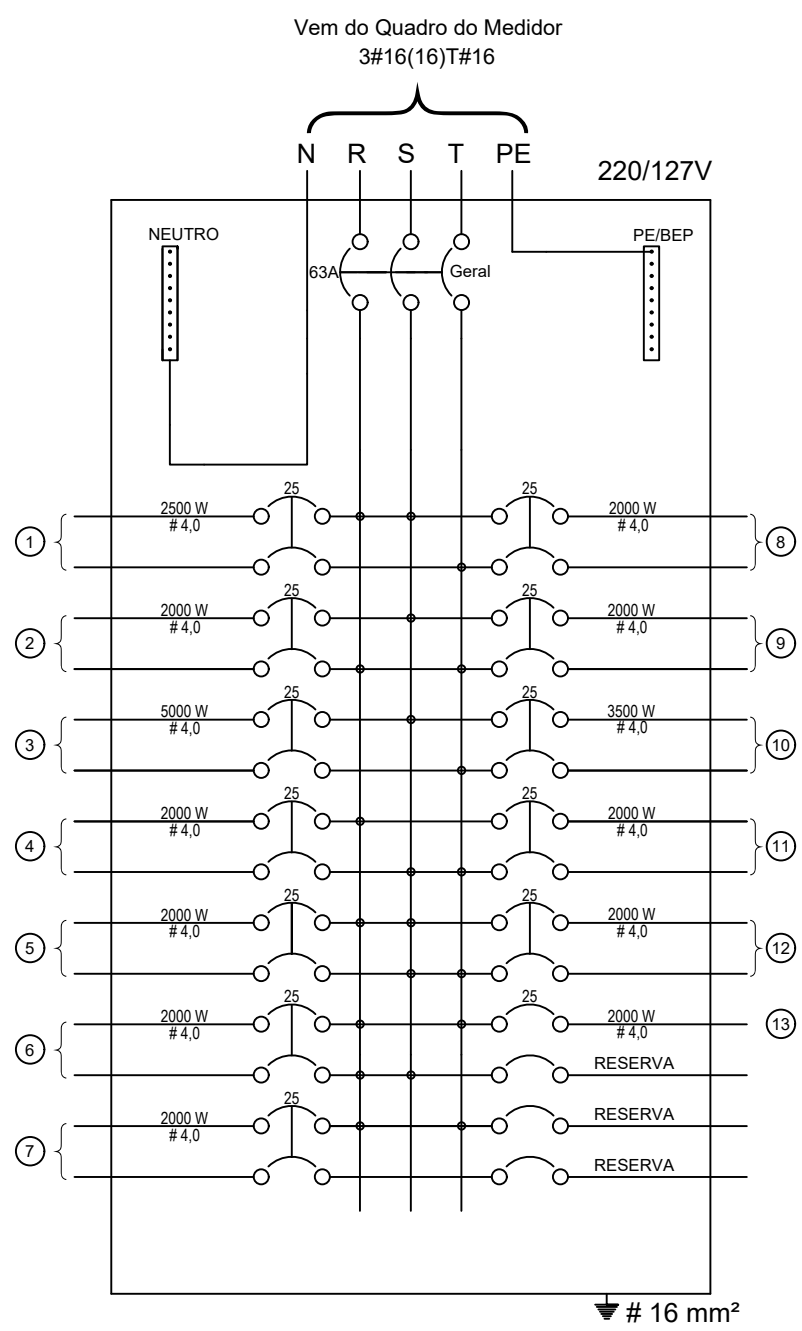 Vem do Quadro do Medidor
3#16(16)T#16
N R S T PE
220/127V
NEUTRO
PE/BEP
63A
Geral
25
2500 W
# 4,0
1
25
2000 W
# 4,0
8
25
2000 W
# 4,0
2
25
2000 W
# 4,0
9
25
5000 W
# 4,0
3
25
3500 W
# 4,0
10
25
2000 W
# 4,0
4
25
2000 W
# 4,0
11
25
2000 W
# 4,0
5
25
2000 W
# 4,0
12
25
2000 W
# 4,0
6
25
2000 W
# 4,0
13
RESERVA
25
2000 W
# 4,0
7
RESERVA
RESERVA
# 16 mm²